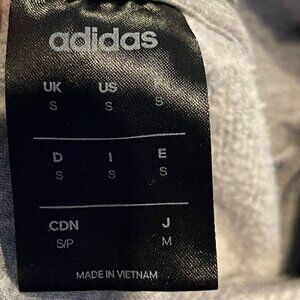 adidas
UK US
S S S
D I E
S S S
CDN J
S/P M
MADE IN VIETNAM